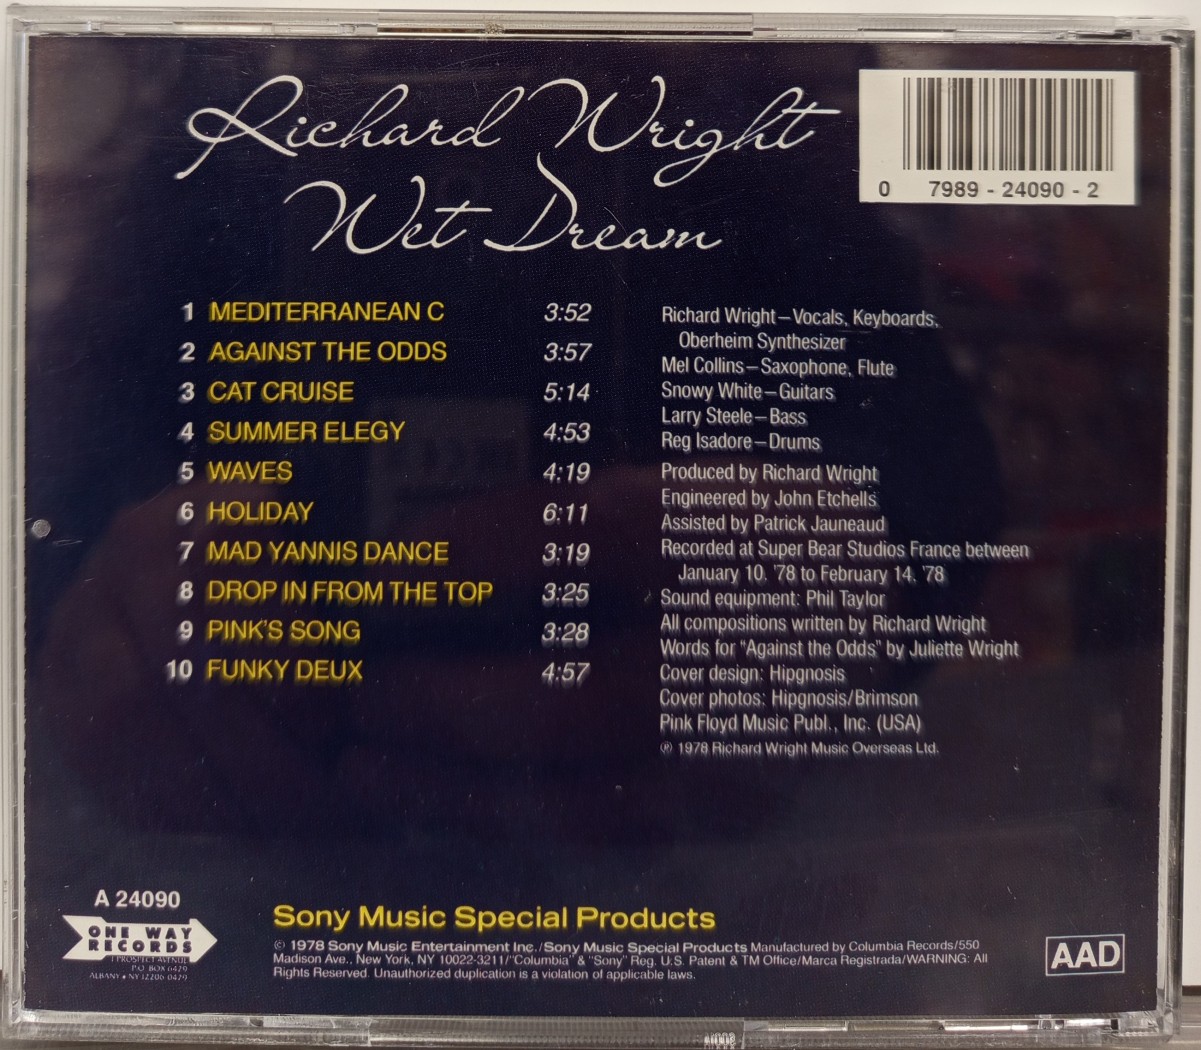 Richard Wright
Wet Dream
0 7989 - 24090 - 2
1 MEDITERRANEAN C 3:52
2 AGAINST THE ODDS 3:57
3 CAT CRUISE 5:14
4 SUMMER ELEGY 4:53
5 WAVES 4:19
6 HOLIDAY 6:11
7 MAD YANNIS DANCE 3:19
8 DROP IN FROM THE TOP 3:25
9 PINK'S SONG 3:28
10 FUNKY DEUX 4:57
Richard Wright–Vocals, Keyboards,
Oberheim Synthesizer
Mel Collins–Saxophone, Flute
Snowy White–Guitars
Larry Steele–Bass
Reg Isadore–Drums
Produced by Richard Wright
Engineered by John Etchells
Assisted by Patrick Jauneaud
Recorded at Super Bear Studios France between
January 10, '78 to February 14, '78
Sound equipment: Phil Taylor
All compositions written by Richard Wright
Words for "Against the Odds" by Juliette Wright
Cover design: Hipgnosis
Cover photos: Hipgnosis/Brimson
Pink Floyd Music Publ., Inc. (USA)
℗ 1978 Richard Wright Music Overseas Ltd.
A 24090
ONE WAY
RECORDS
1 PROSPECT AVENUE
P.O. BOX 6429
ALBANY • NY 12206-0429
Sony Music Special Products
© 1978 Sony Music Entertainment Inc./Sony Music Special Products Manufactured by Columbia Records/550
Madison Ave., New York, NY 10022-3211/"Columbia" & "Sony" Reg. U.S. Patent & TM Office/Marca Registrada/WARNING: All
Rights Reserved. Unauthorized duplication is a violation of applicable laws.
AAD